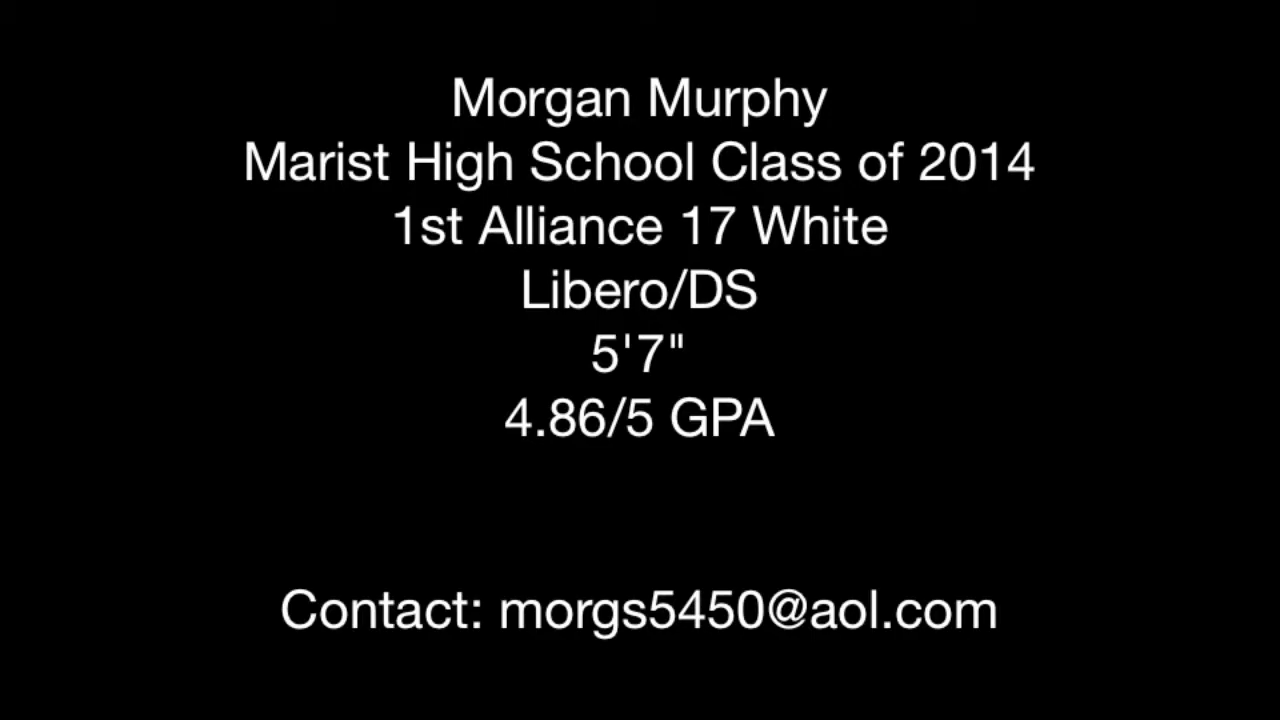 Morgan Murphy
Marist High School Class of 2014
1st Alliance 17 White
Libero/DS
5'7"
4.86/5 GPA
Contact: morgs5450@aol.com